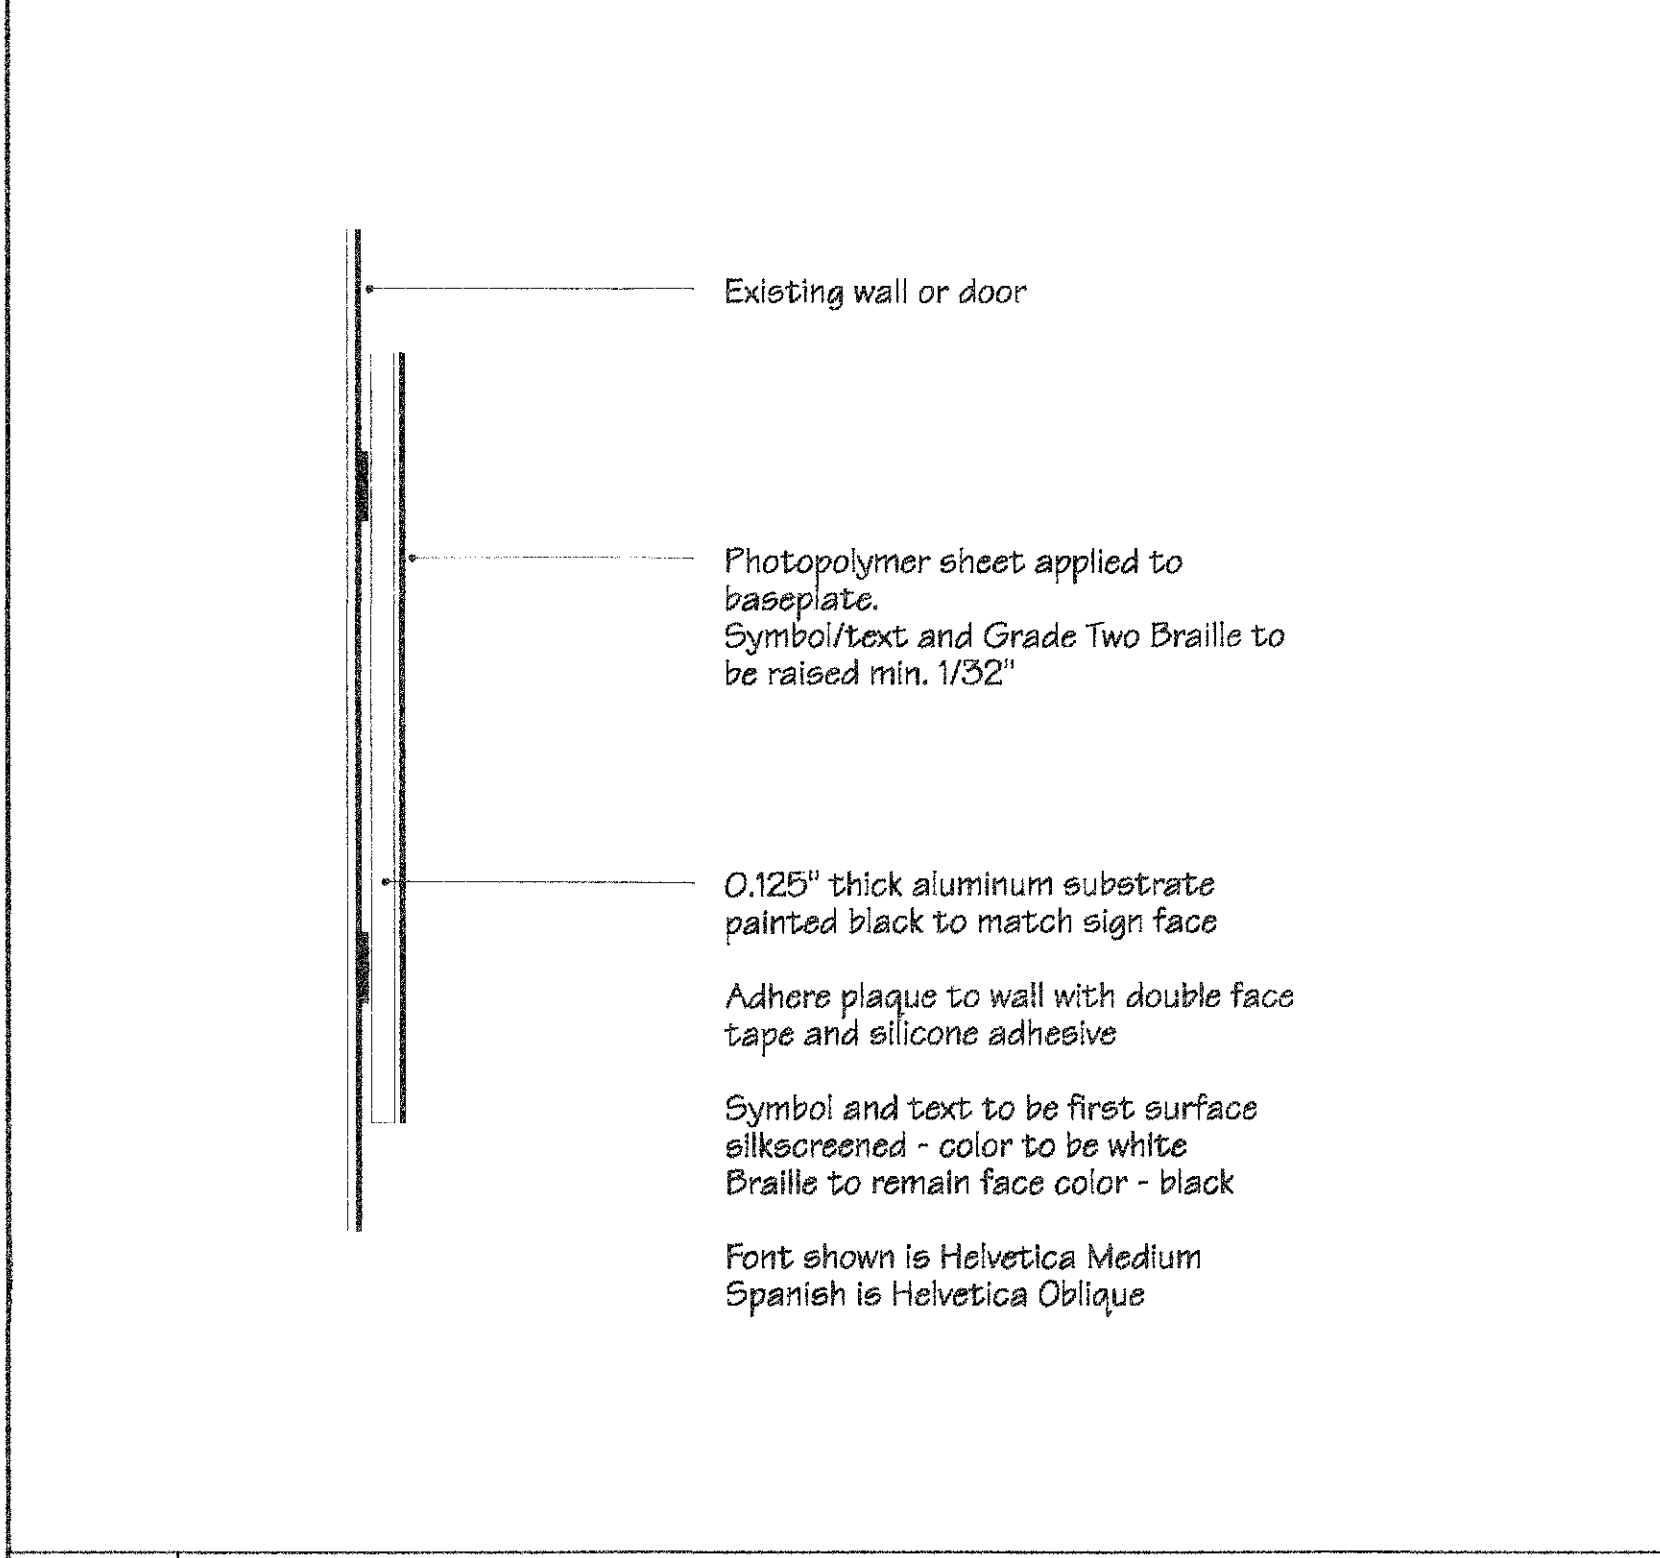 Existing wall or door
Photopolymer sheet applied to
baseplate.
Symbol/text and Grade Two Braille to
be raised min. 1/32"
0.125" thick aluminum substrate
painted black to match sign face
Adhere plaque to wall with double face
tape and silicone adhesive
Symbol and text to be first surface
silkscreened - color to be white
Braille to remain face color - black
Font shown is Helvetica Medium
Spanish is Helvetica Oblique